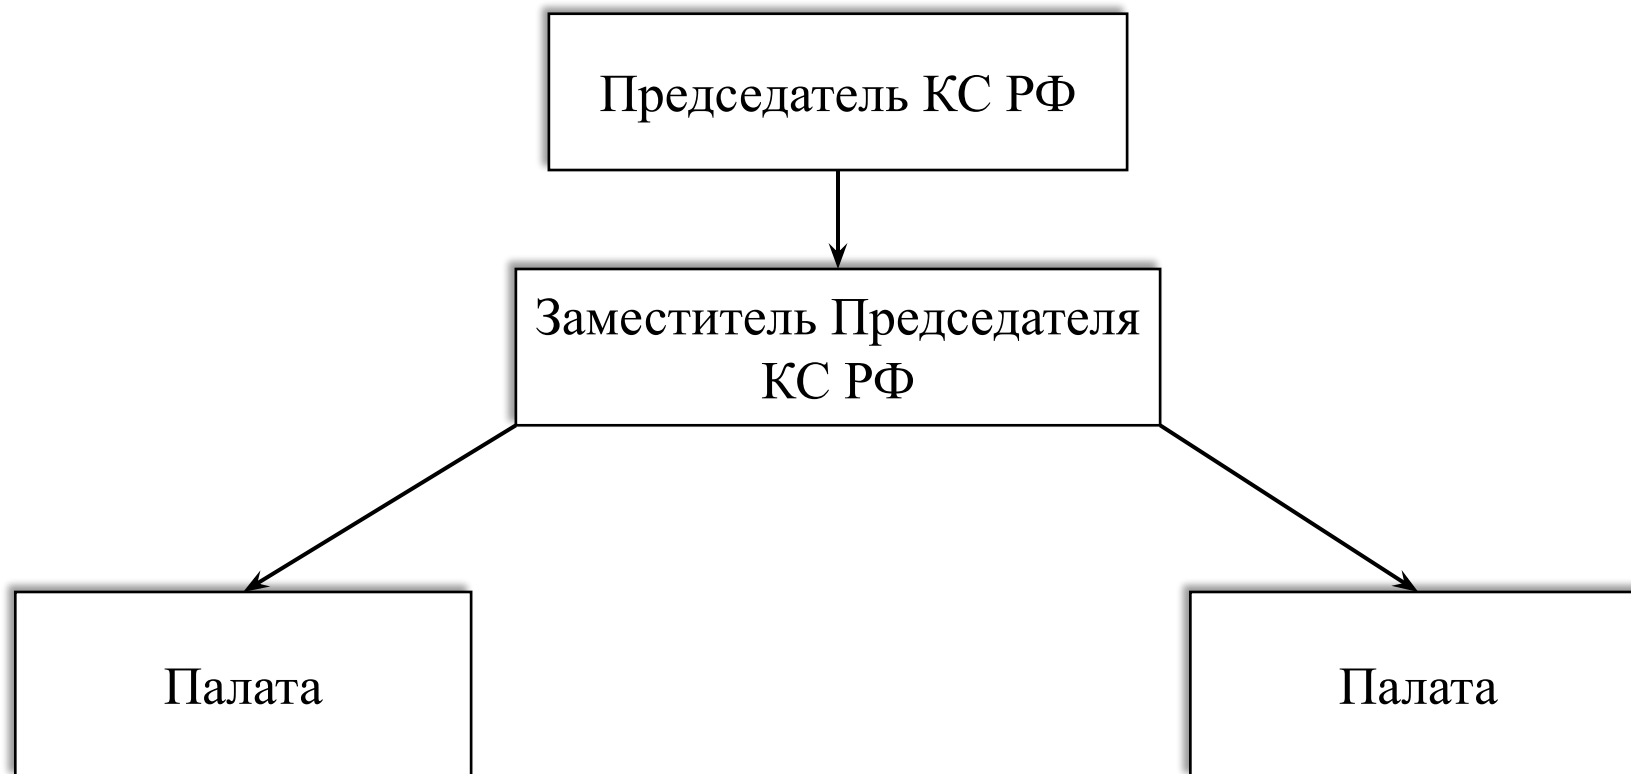 Председатель КС РФ
Заместитель Председателя
КС РФ
Палата
Палата